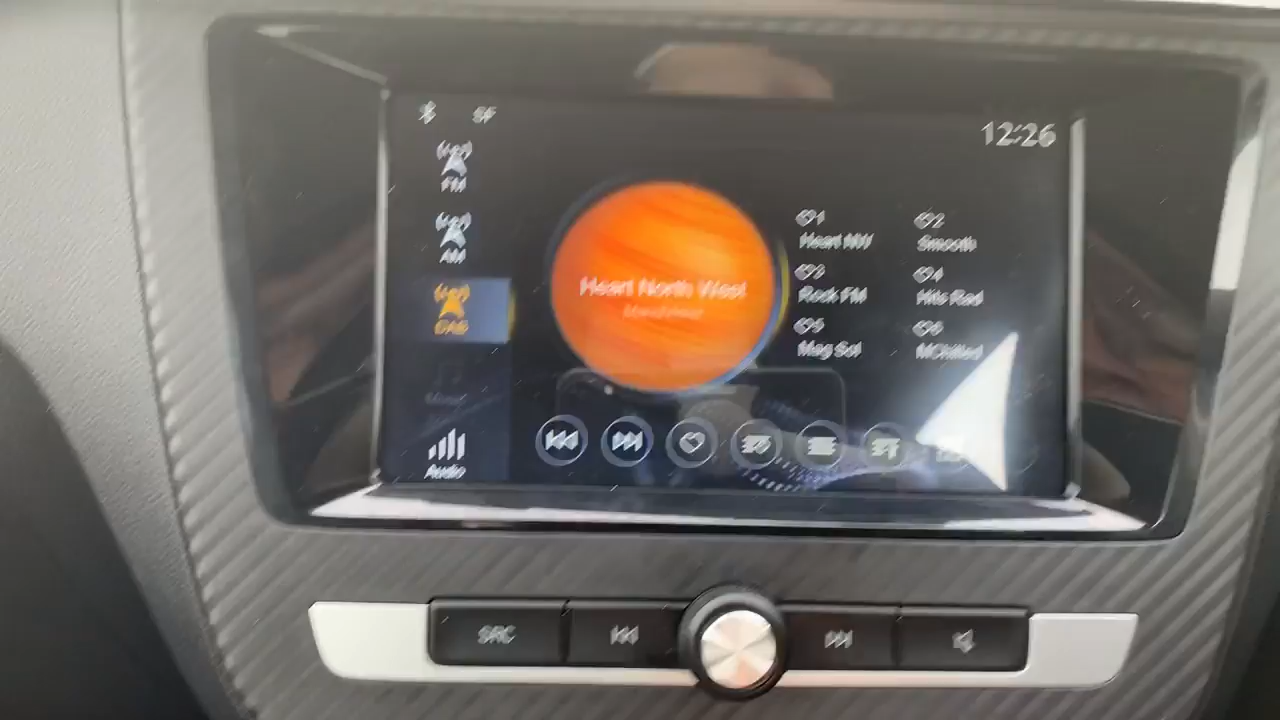 12:26
FM
AM
DAB
Audio
Heart North West
1
Heart NW
2
Smooth
3
Rock FM
4
Hits Rad
5
Mag Sol
6
MChilled
SRC